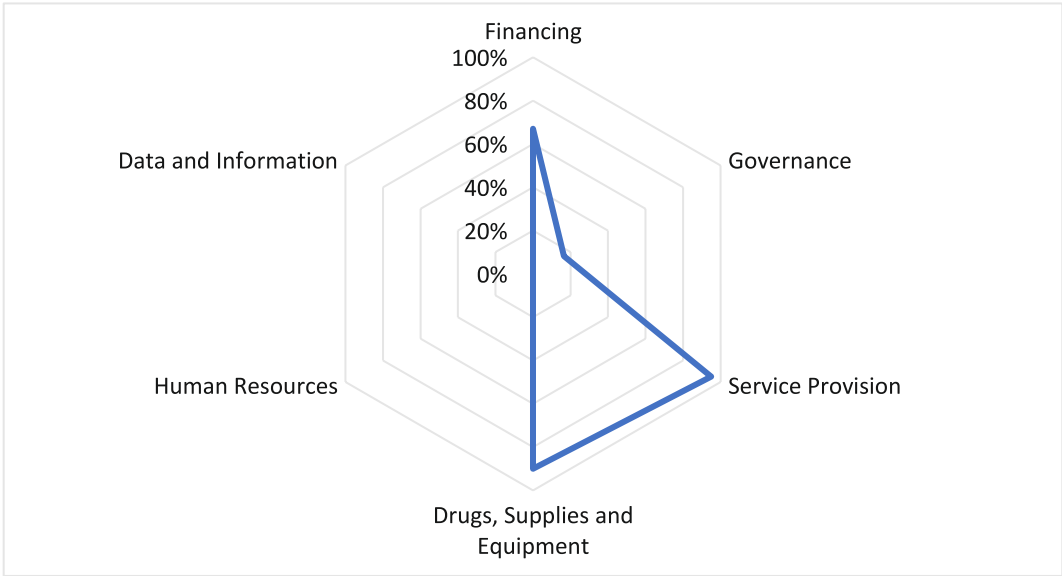 Financing
100%
80%
60%
40%
20%
0%
Governance
Service Provision
Drugs, Supplies and
Equipment
Human Resources
Data and Information